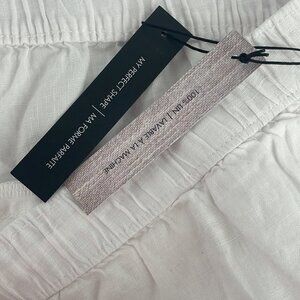 MY PERFECT SHAPE | MA FORME PARFAITE
100% LIN | LAVABLE À LA MACHINE